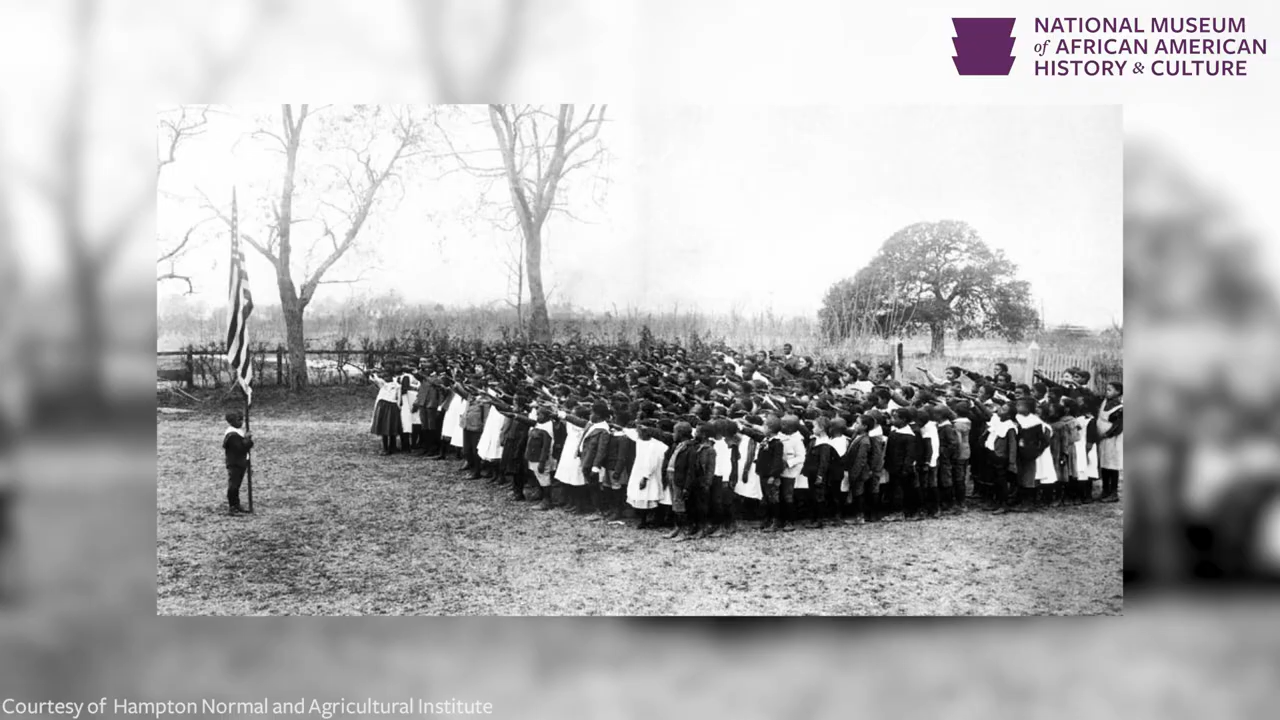 NATIONAL MUSEUM
of AFRICAN AMERICAN
HISTORY & CULTURE
Courtesy of Hampton Normal and Agricultural Institute